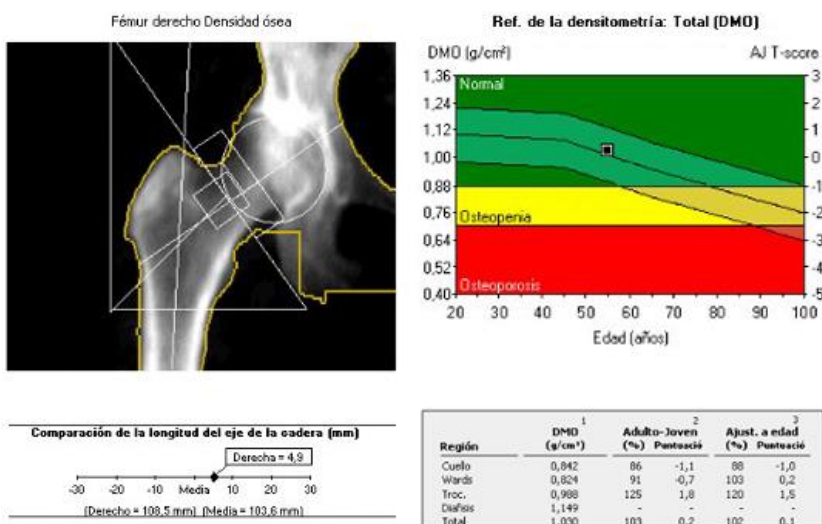 Fémur derecho Densidad ósea
Ref. de la densitometría: Total (DMO)
DMO (g/cm²) AJ T-score
1,36 3
Normal
1,24 2
1,12 1
1,00 0
0,88 -1
0,76 -2
Osteopenia
0,64 -3
0,52 -4
Osteoporosis
0,40 -5
20 30 40 50 60 70 80 90 100
Edad (años)
Comparación de la longitud del eje de la cadera (mm)
Derecha = 4,9
-30 -20 -10 Media 10 20 30
(Derecho = 108,5 mm) (Media = 103,6 mm)
1 2 3
DMO Adulto-Joven Ajust. a edad
Región (g/cm²) (%) Puntuació (%) Puntuació
Cuello 0,842 86 -1,1 88 -1,0
Wards 0,824 91 -0,7 103 0,2
Troc. 0,988 125 1,8 120 1,5
Diafisis 1,149 - - - -
Total 1,030 103 0,2 102 0,1